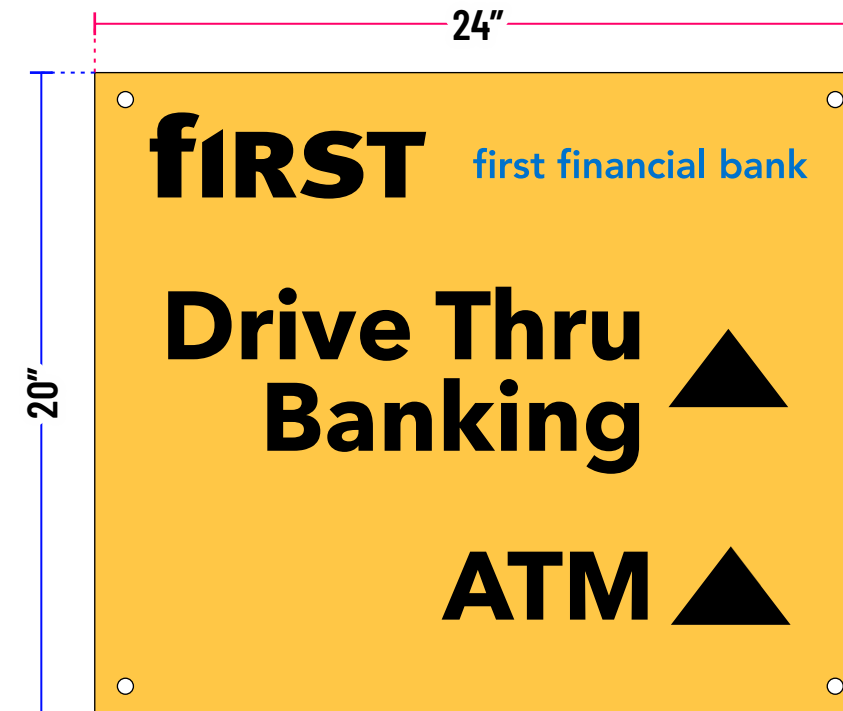 24”
fiRST first financial bank
20”
Drive Thru
Banking
ATM